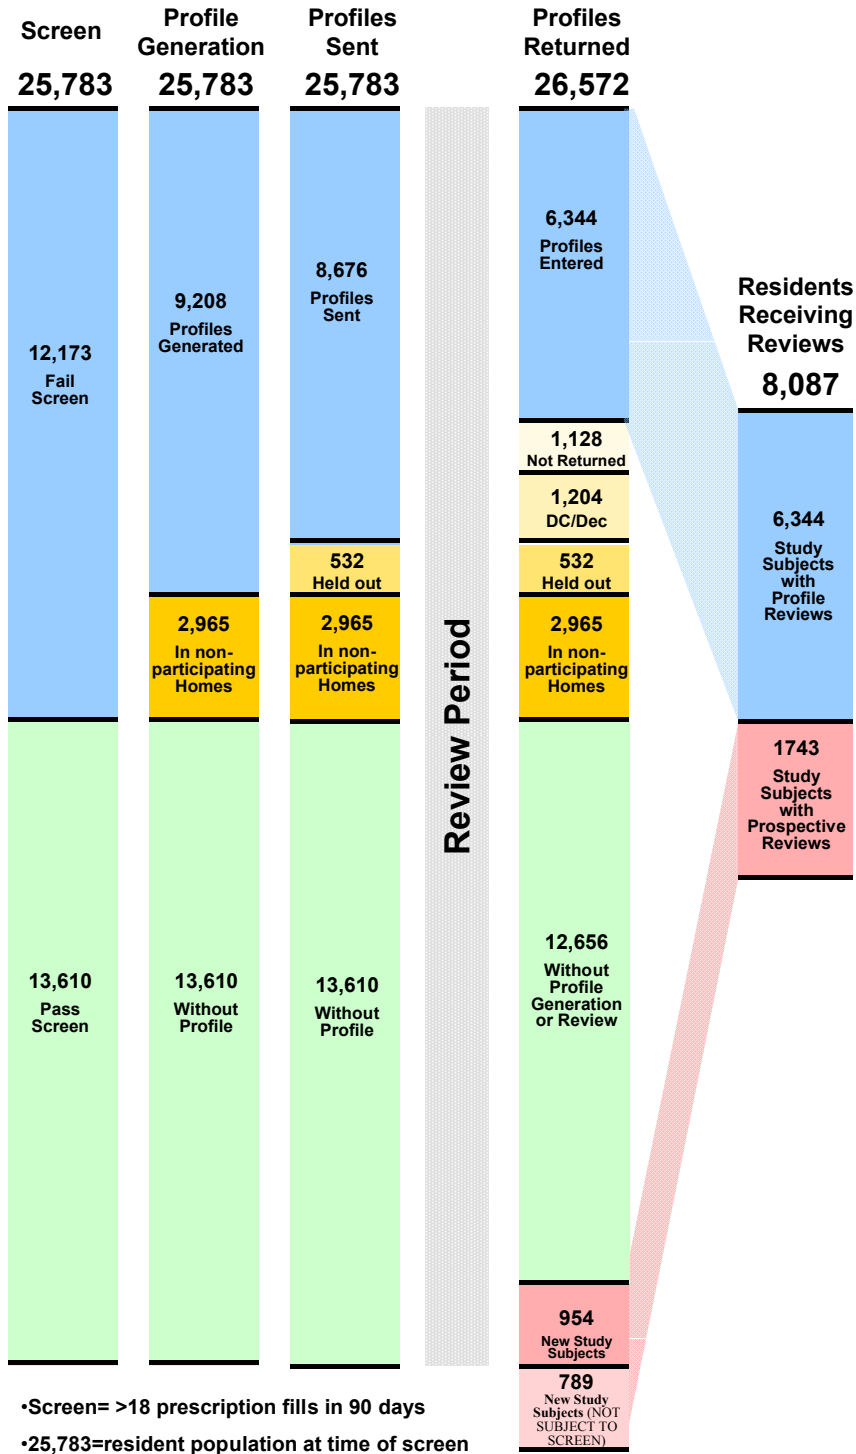 Screen
25,783
Profile
Generation
25,783
Profiles
Sent
25,783
Profiles
Returned
26,572
Residents
Receiving
Reviews
8,087
12,173
Fail
Screen
13,610
Pass
Screen
9,208
Profiles
Generated
2,965
In non-
participating
Homes
13,610
Without
Profile
8,676
Profiles
Sent
532
Held out
2,965
In non-
participating
Homes
13,610
Without
Profile
Review Period
6,344
Profiles
Entered
1,128
Not Returned
1,204
DC/Dec
532
Held out
2,965
In non-
participating
Homes
12,656
Without
Profile
Generation
or Review
954
New Study
Subjects
789
New Study
Subjects (NOT
SUBJECT TO
SCREEN)
6,344
Study
Subjects
with
Profile
Reviews
1743
Study
Subjects
with
Prospective
Reviews
•Screen= >18 prescription fills in 90 days
•25,783=resident population at time of screen